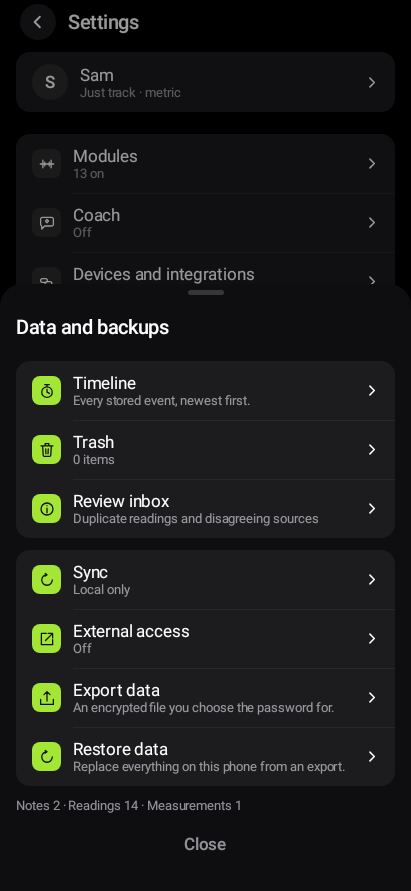 Settings
S
Sam
Just track · metric
Modules
13 on
Coach
Off
Devices and integrations
Data and backups
Timeline
Every stored event, newest first.
Trash
0 items
Review inbox
Duplicate readings and disagreeing sources
Sync
Local only
External access
Off
Export data
An encrypted file you choose the password for.
Restore data
Replace everything on this phone from an export.
Notes 2 · Readings 14 · Measurements 1
Close